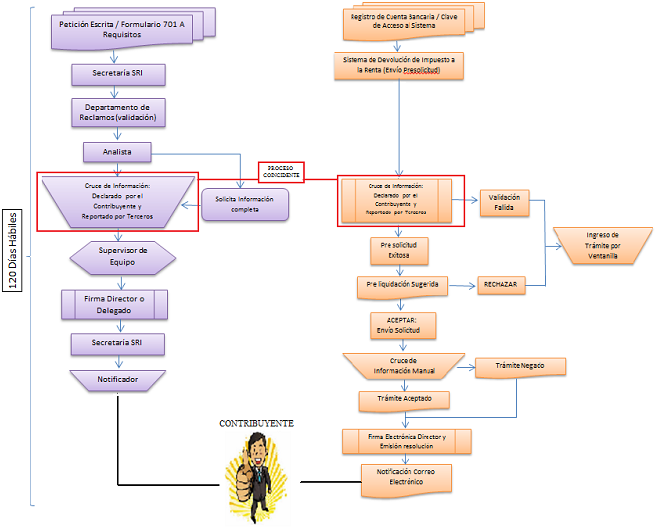 Petición Escrita / Formulario 701 A
Requisitos
Secretaría SRI
Departamento de
Reclamos(validación)
Analista
Cruce de Información:
Declarado por el
Contribuyente y
Reportado por Terceros
Solicita Información
completa
Supervisor de
Equipo
Firma Director o
Delegado
Secretaría SRI
Notificador
120 Días Hábiles
PROCESO
COINCIDENTE
CONTRIBUYENTE
Registro de Cuenta Bancaria / Clave
de Acceso al Sistema
Sistema de Devolución de Impuesto a
la Renta (Envío Presolicitud)
Cruce de Información:
Declarado por el
Contribuyente y
Reportado por Terceros
Validación
Fallida
Pre solicitud
Exitosa
Pre liquidación Sugerida
RECHAZAR
Ingreso de
Trámite por
Ventanilla
ACEPTAR:
Envío Solicitud
Cruce de
Información Manual
Trámite Negado
Trámite Aceptado
Firma Electrónica Director y
Emisión resolucion
Notificación Correo
Electrónico